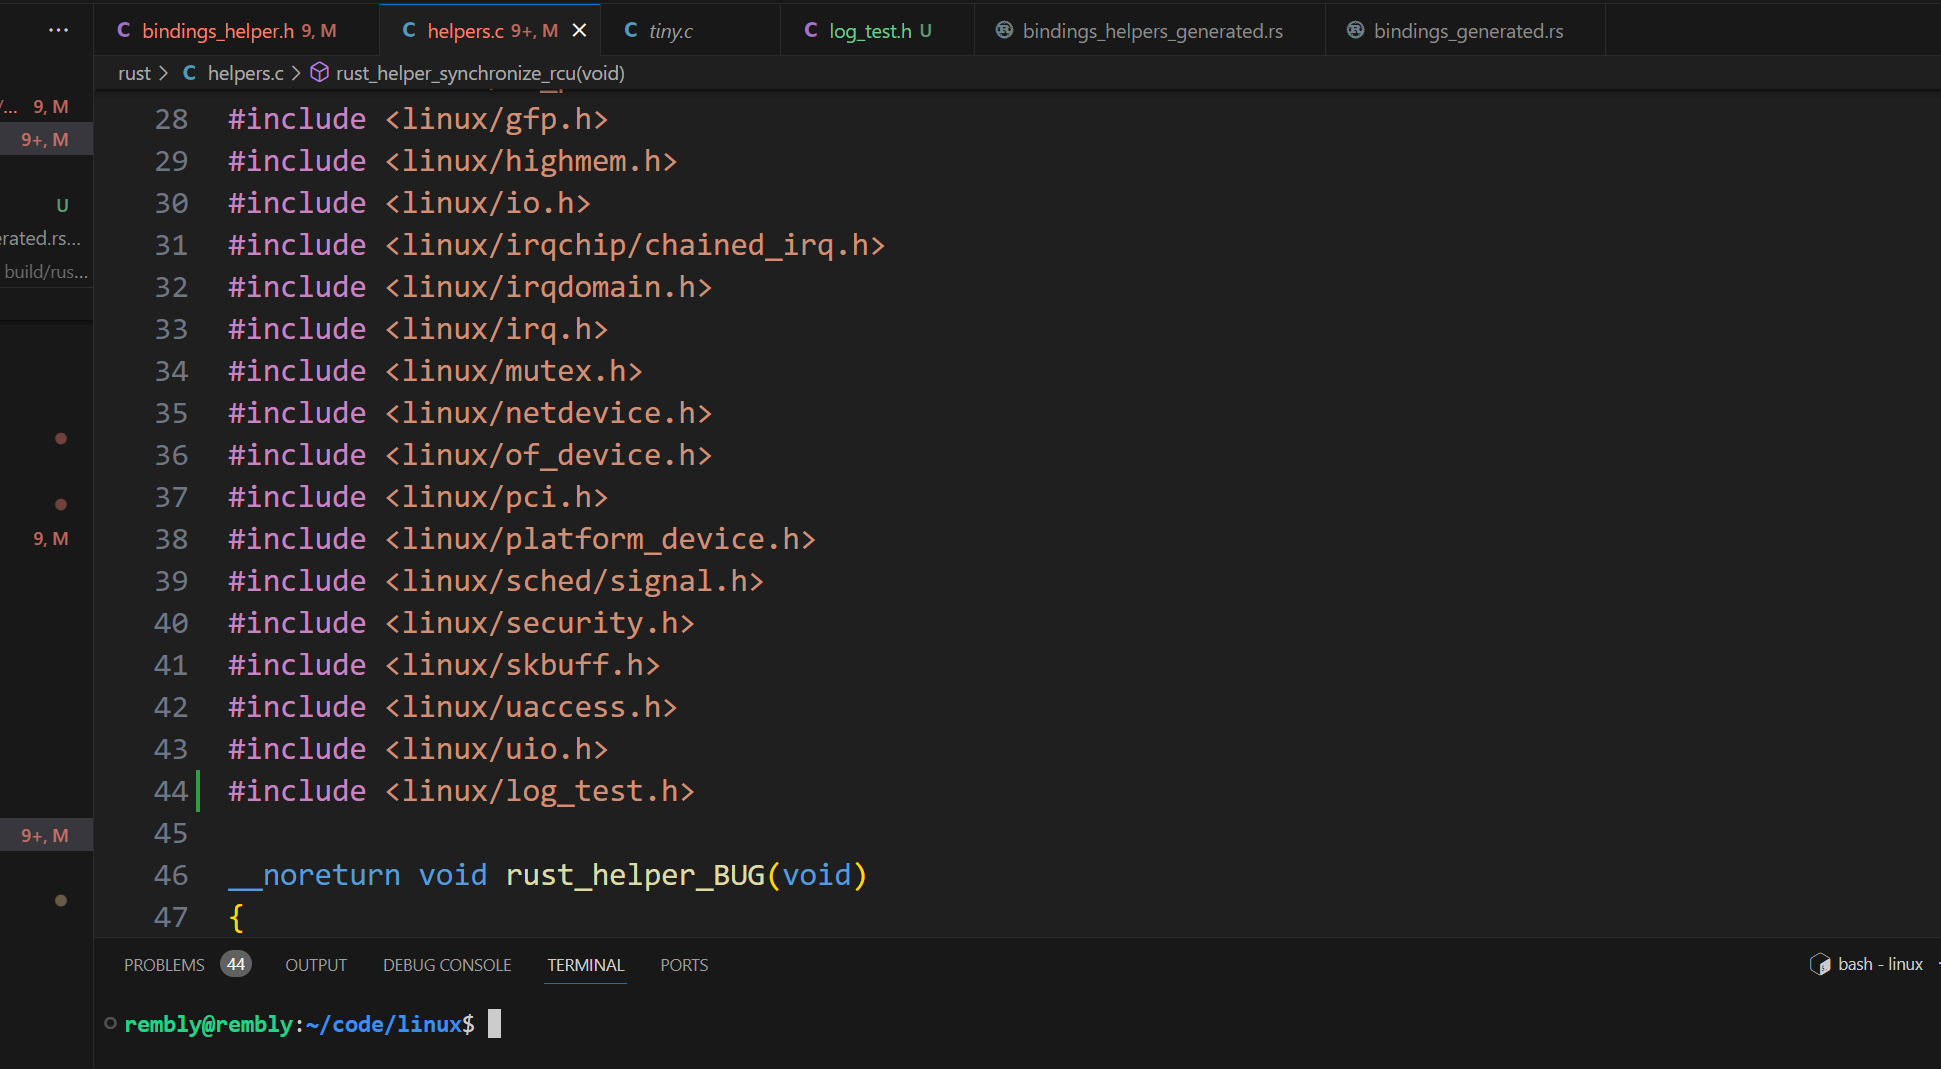 bindings_helper.h 9, M
helpers.c 9+, M
tiny.c
log_test.h U
bindings_helpers_generated.rs
bindings_generated.rs
rust > C helpers.c > rust_helper_synchronize_rcu(void)
/... 9, M
9+, M
U
erated.rs...
build/rus...
9, M
9+, M
28 #include <linux/gfp.h>
29 #include <linux/highmem.h>
30 #include <linux/io.h>
31 #include <linux/irqchip/chained_irq.h>
32 #include <linux/irqdomain.h>
33 #include <linux/irq.h>
34 #include <linux/mutex.h>
35 #include <linux/netdevice.h>
36 #include <linux/of_device.h>
37 #include <linux/pci.h>
38 #include <linux/platform_device.h>
39 #include <linux/sched/signal.h>
40 #include <linux/security.h>
41 #include <linux/skbuff.h>
42 #include <linux/uaccess.h>
43 #include <linux/uio.h>
44 #include <linux/log_test.h>
45
46 __noreturn void rust_helper_BUG(void)
47 {
PROBLEMS 44 OUTPUT DEBUG CONSOLE TERMINAL PORTS
bash - linux
rembly@rembly:~/code/linux$